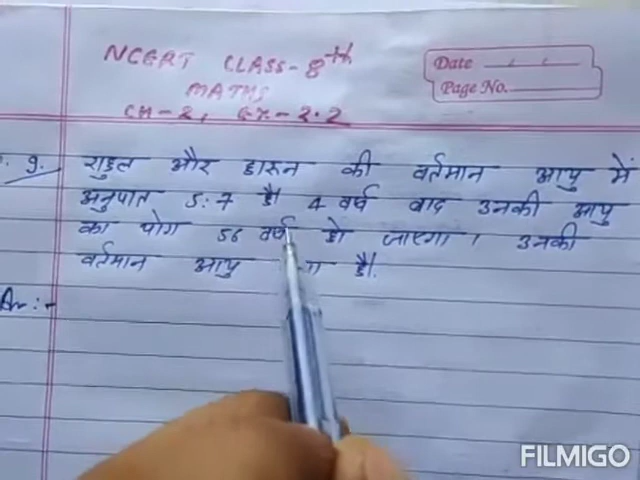 NCERT CLASS-8th
MATHS
CH-2, EX.-2.2
Date
Page No.
9. राहुल और हारून की वर्तमान आयु में
अनुपात 5:7 है। 4 वर्ष बाद उनकी आयु
का योग 56 वर्ष हो जाएगा। उनकी
वर्तमान आयु है।
Ans:-
FILMIGO